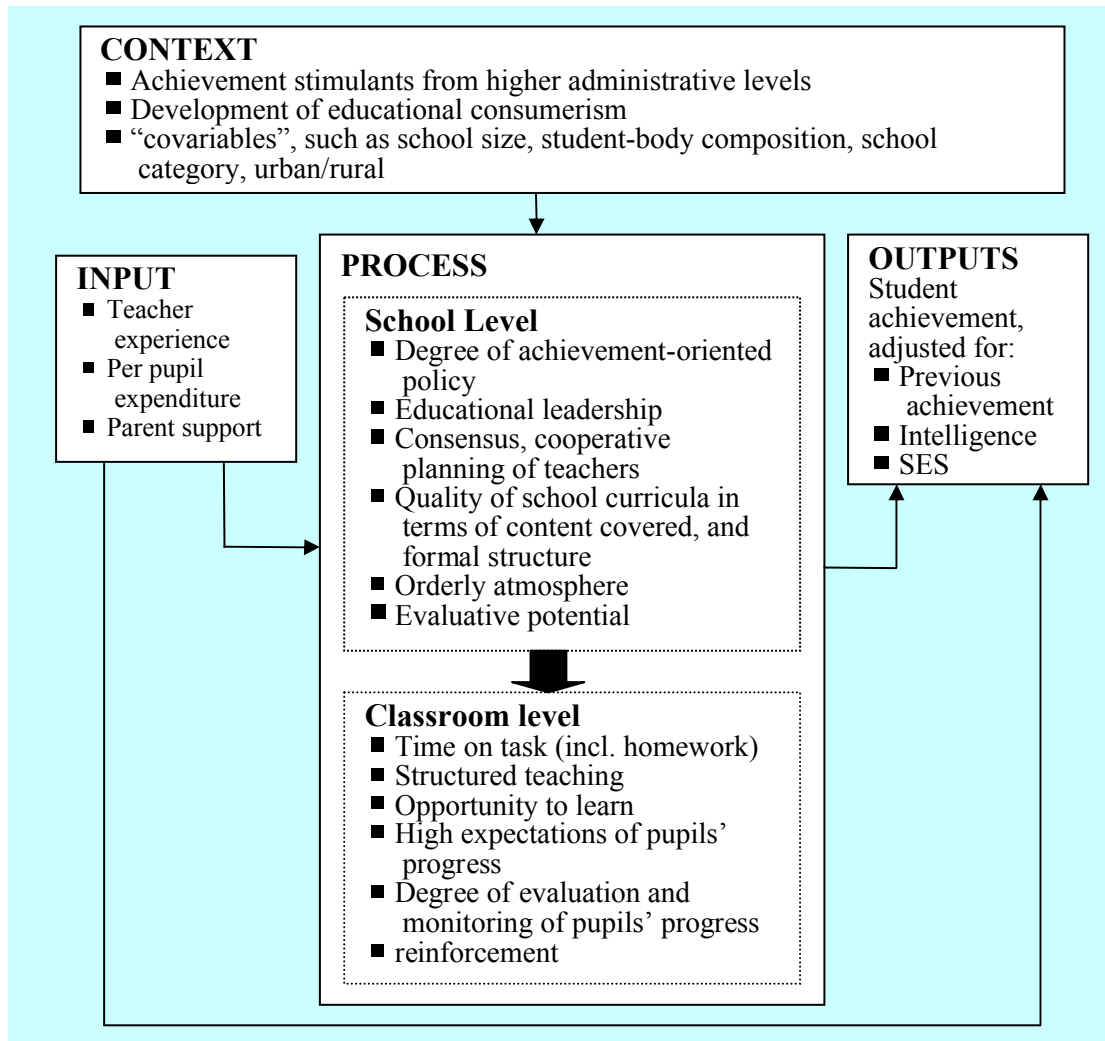 CONTEXT
■ Achievement stimulants from higher administrative levels
■ Development of educational consumerism
■ “covariables”, such as school size, student-body composition, school
category, urban/rural
INPUT
■ Teacher
experience
■ Per pupil
expenditure
■ Parent support
PROCESS
School Level
■ Degree of achievement-oriented
policy
■ Educational leadership
■ Consensus, cooperative
planning of teachers
■ Quality of school curricula in
terms of content covered, and
formal structure
■ Orderly atmosphere
■ Evaluative potential
Classroom level
■ Time on task (incl. homework)
■ Structured teaching
■ Opportunity to learn
■ High expectations of pupils’
progress
■ Degree of evaluation and
monitoring of pupils’ progress
■ reinforcement
OUTPUTS
Student
achievement,
adjusted for:
■ Previous
achievement
■ Intelligence
■ SES